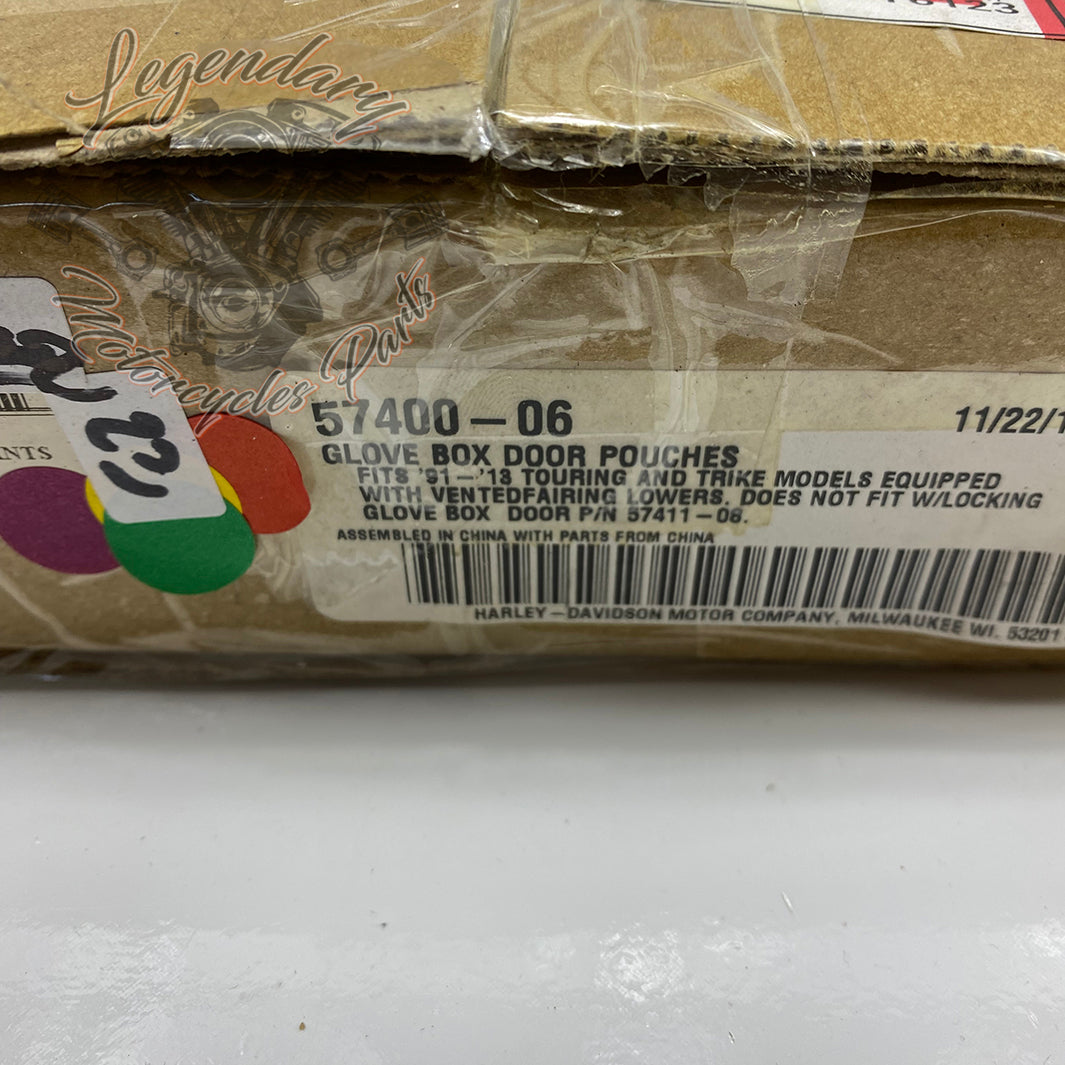 16123
Legendary
Motorcycles Parts
57400-06
11/22/1
GLOVE BOX DOOR POUCHES
FITS '91-'13 TOURING AND TRIKE MODELS EQUIPPED
WITH VENTEDFAIRING LOWERS. DOES NOT FIT W/LOCKING
GLOVE BOX DOOR P/N 57411-08.
ASSEMBLED IN CHINA WITH PARTS FROM CHINA
HARLEY-DAVIDSON MOTOR COMPANY, MILWAUKEE WI. 53201
NTS